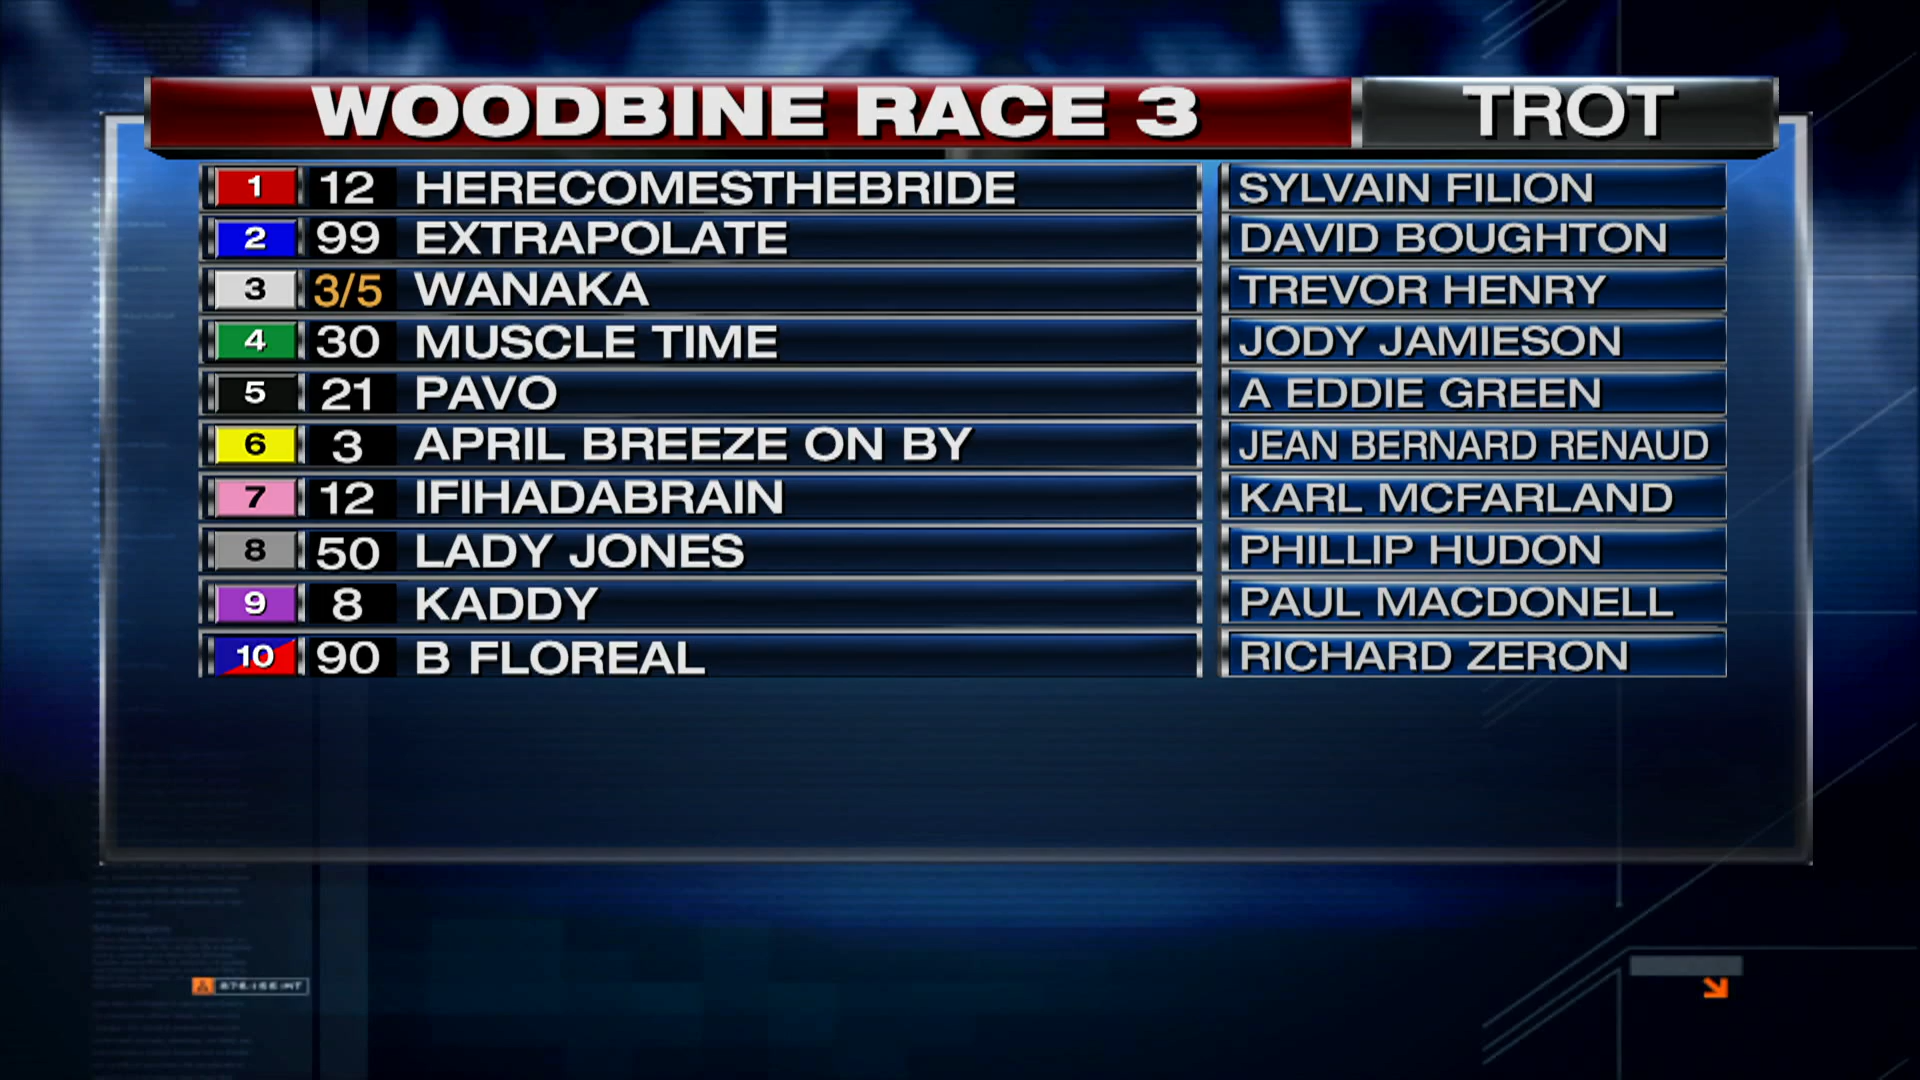 WOODBINE RACE 3 TROT
1 12 HERECOMESTHEBRIDE SYLVAIN FILION
2 99 EXTRAPOLATE DAVID BOUGHTON
3 3/5 WANAKA TREVOR HENRY
4 30 MUSCLE TIME JODY JAMIESON
5 21 PAVO A EDDIE GREEN
6 3 APRIL BREEZE ON BY JEAN BERNARD RENAUD
7 12 IFIHADABRAIN KARL MCFARLAND
8 50 LADY JONES PHILLIP HUDON
9 8 KADDY PAUL MACDONELL
10 90 B FLOREAL RICHARD ZERON